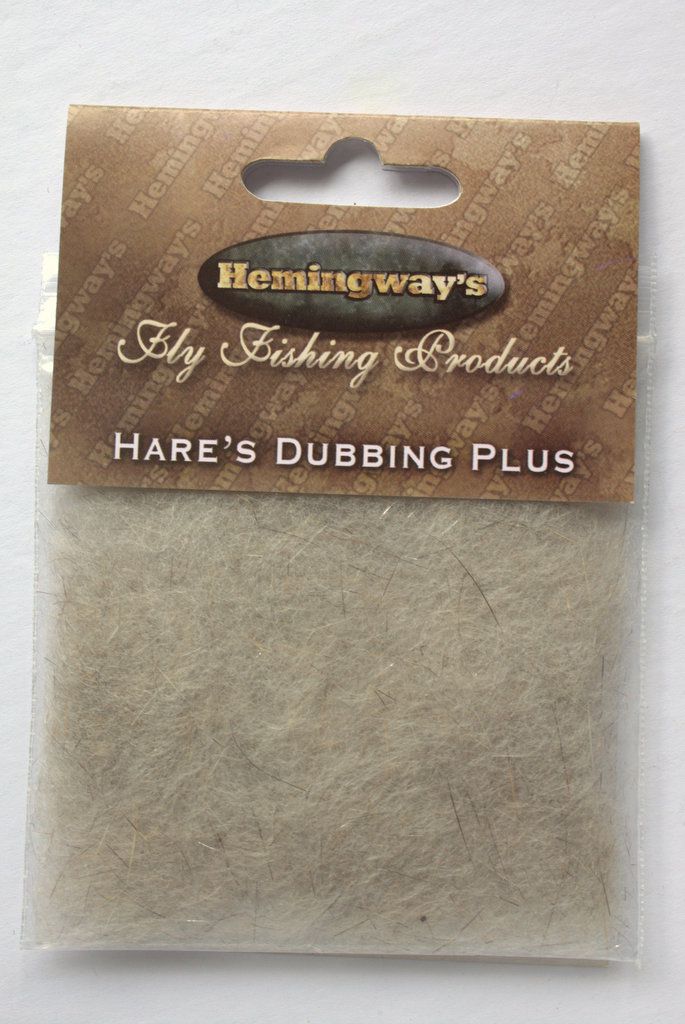 Hemingway's
Fly Fishing Products
HARE'S DUBBING PLUS